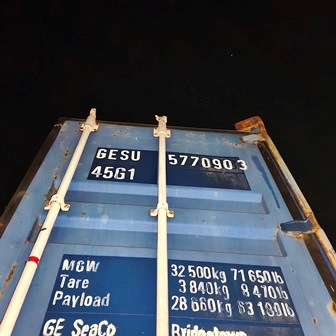 GESU 577090 3
45G1
MGW 32 500kg 71 650lb
Tare 3 840kg 8 470lb
Payload 28 660kg 63 180lb
GE SeaCo Bridgetown